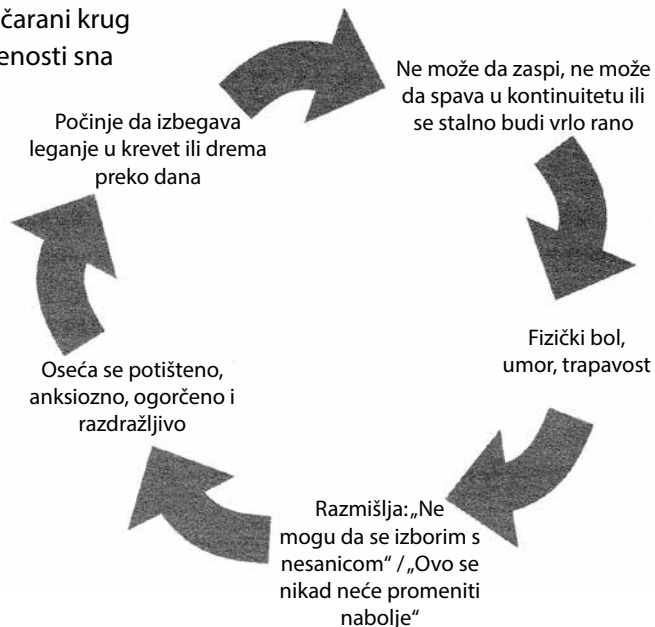 čarani krug
enosti sna
Ne može da zaspi, ne može
da spava u kontinuitetu ili
se stalno budi vrlo rano
Fizički bol,
umor, trapavost
Razmišlja: „Ne
mogu da se izborim s
nesanicom“ / „Ovo se
nikad neće promeniti
nabolje“
Oseća se potišteno,
anksiozno, ogorčeno i
razdražljivo
Počinje da izbegava
leganje u krevet ili drema
preko dana